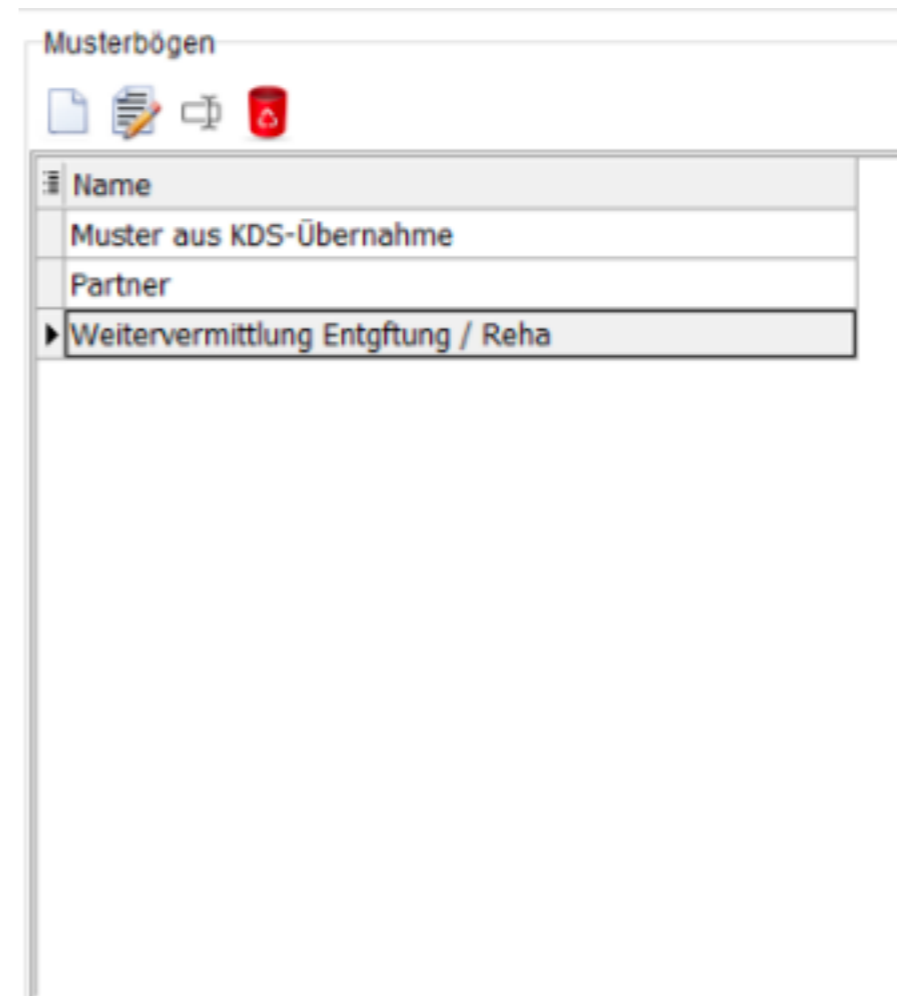 Musterbögen
Name
Muster aus KDS-Übernahme
Partner
Weitervermittlung Entgftung / Reha